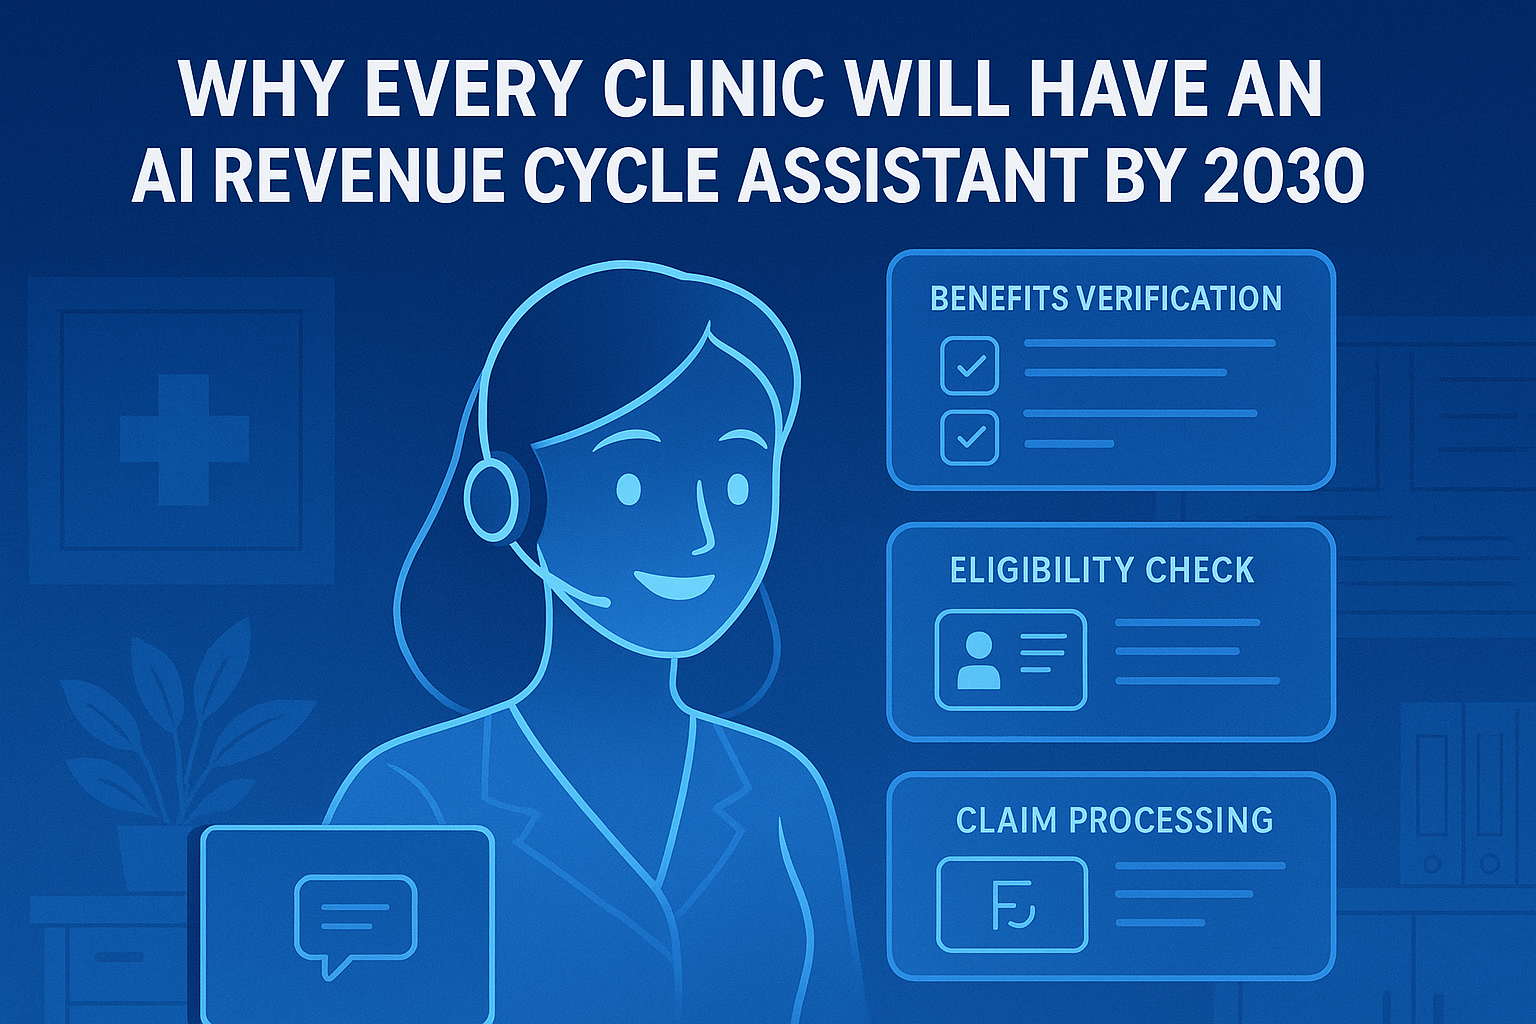 WHY EVERY CLINIC WILL HAVE AN
AI REVENUE CYCLE ASSISTANT BY 2030
BENEFITS VERIFICATION
ELIGIBILITY CHECK
CLAIM PROCESSING